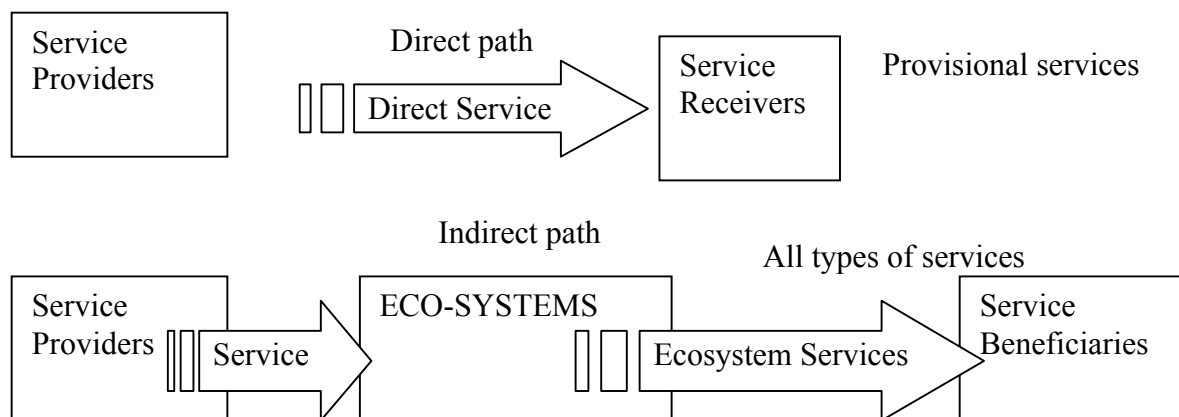 Service
Providers
Direct path
Direct Service
Service
Receivers
Provisional services
Indirect path
All types of services
Service
Providers
Service
ECO-SYSTEMS
Ecosystem Services
Service
Beneficiaries